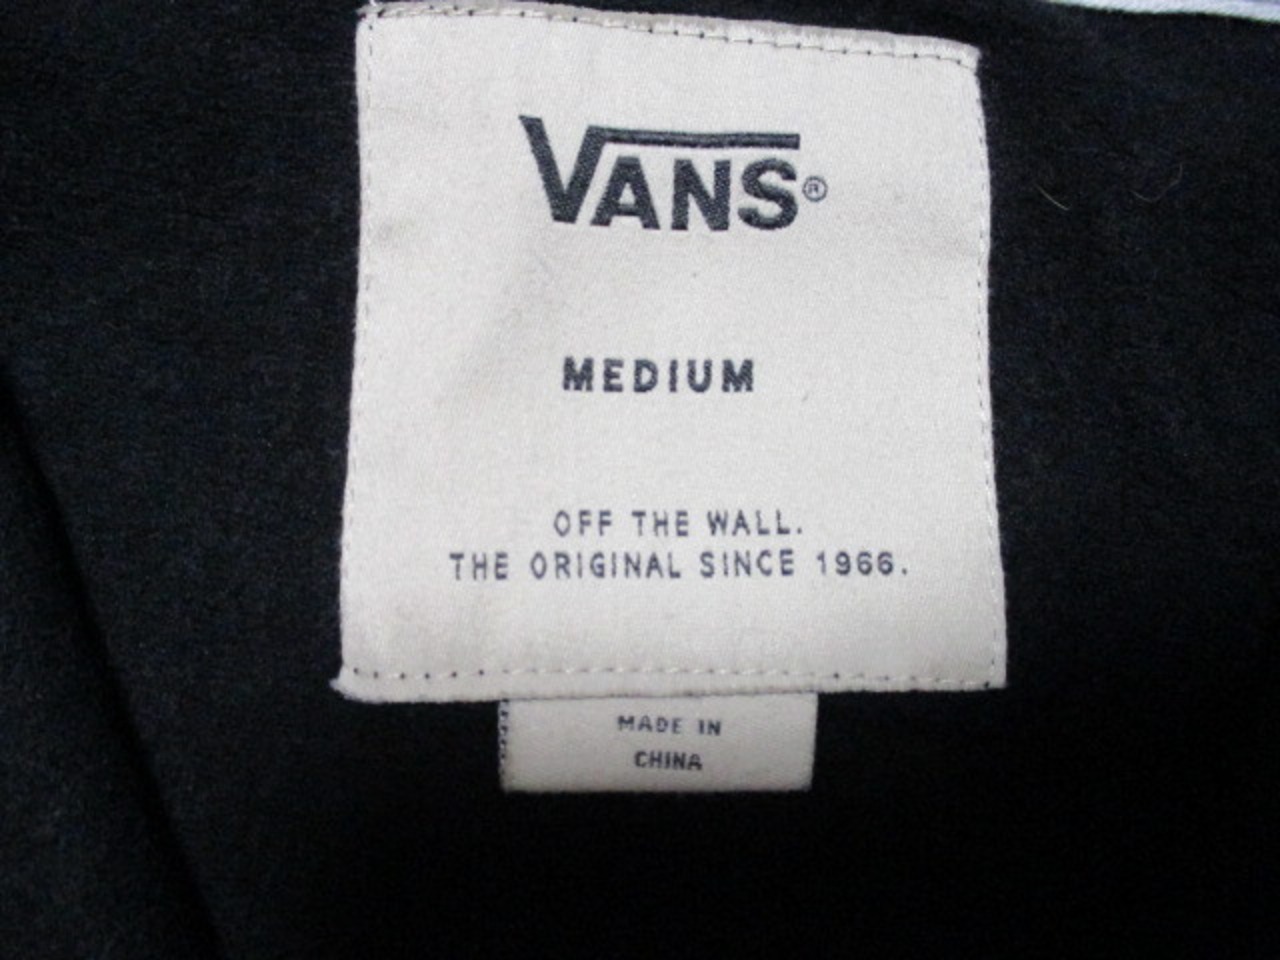 VANS®
MEDIUM
OFF THE WALL.
THE ORIGINAL SINCE 1966.
MADE IN
CHINA